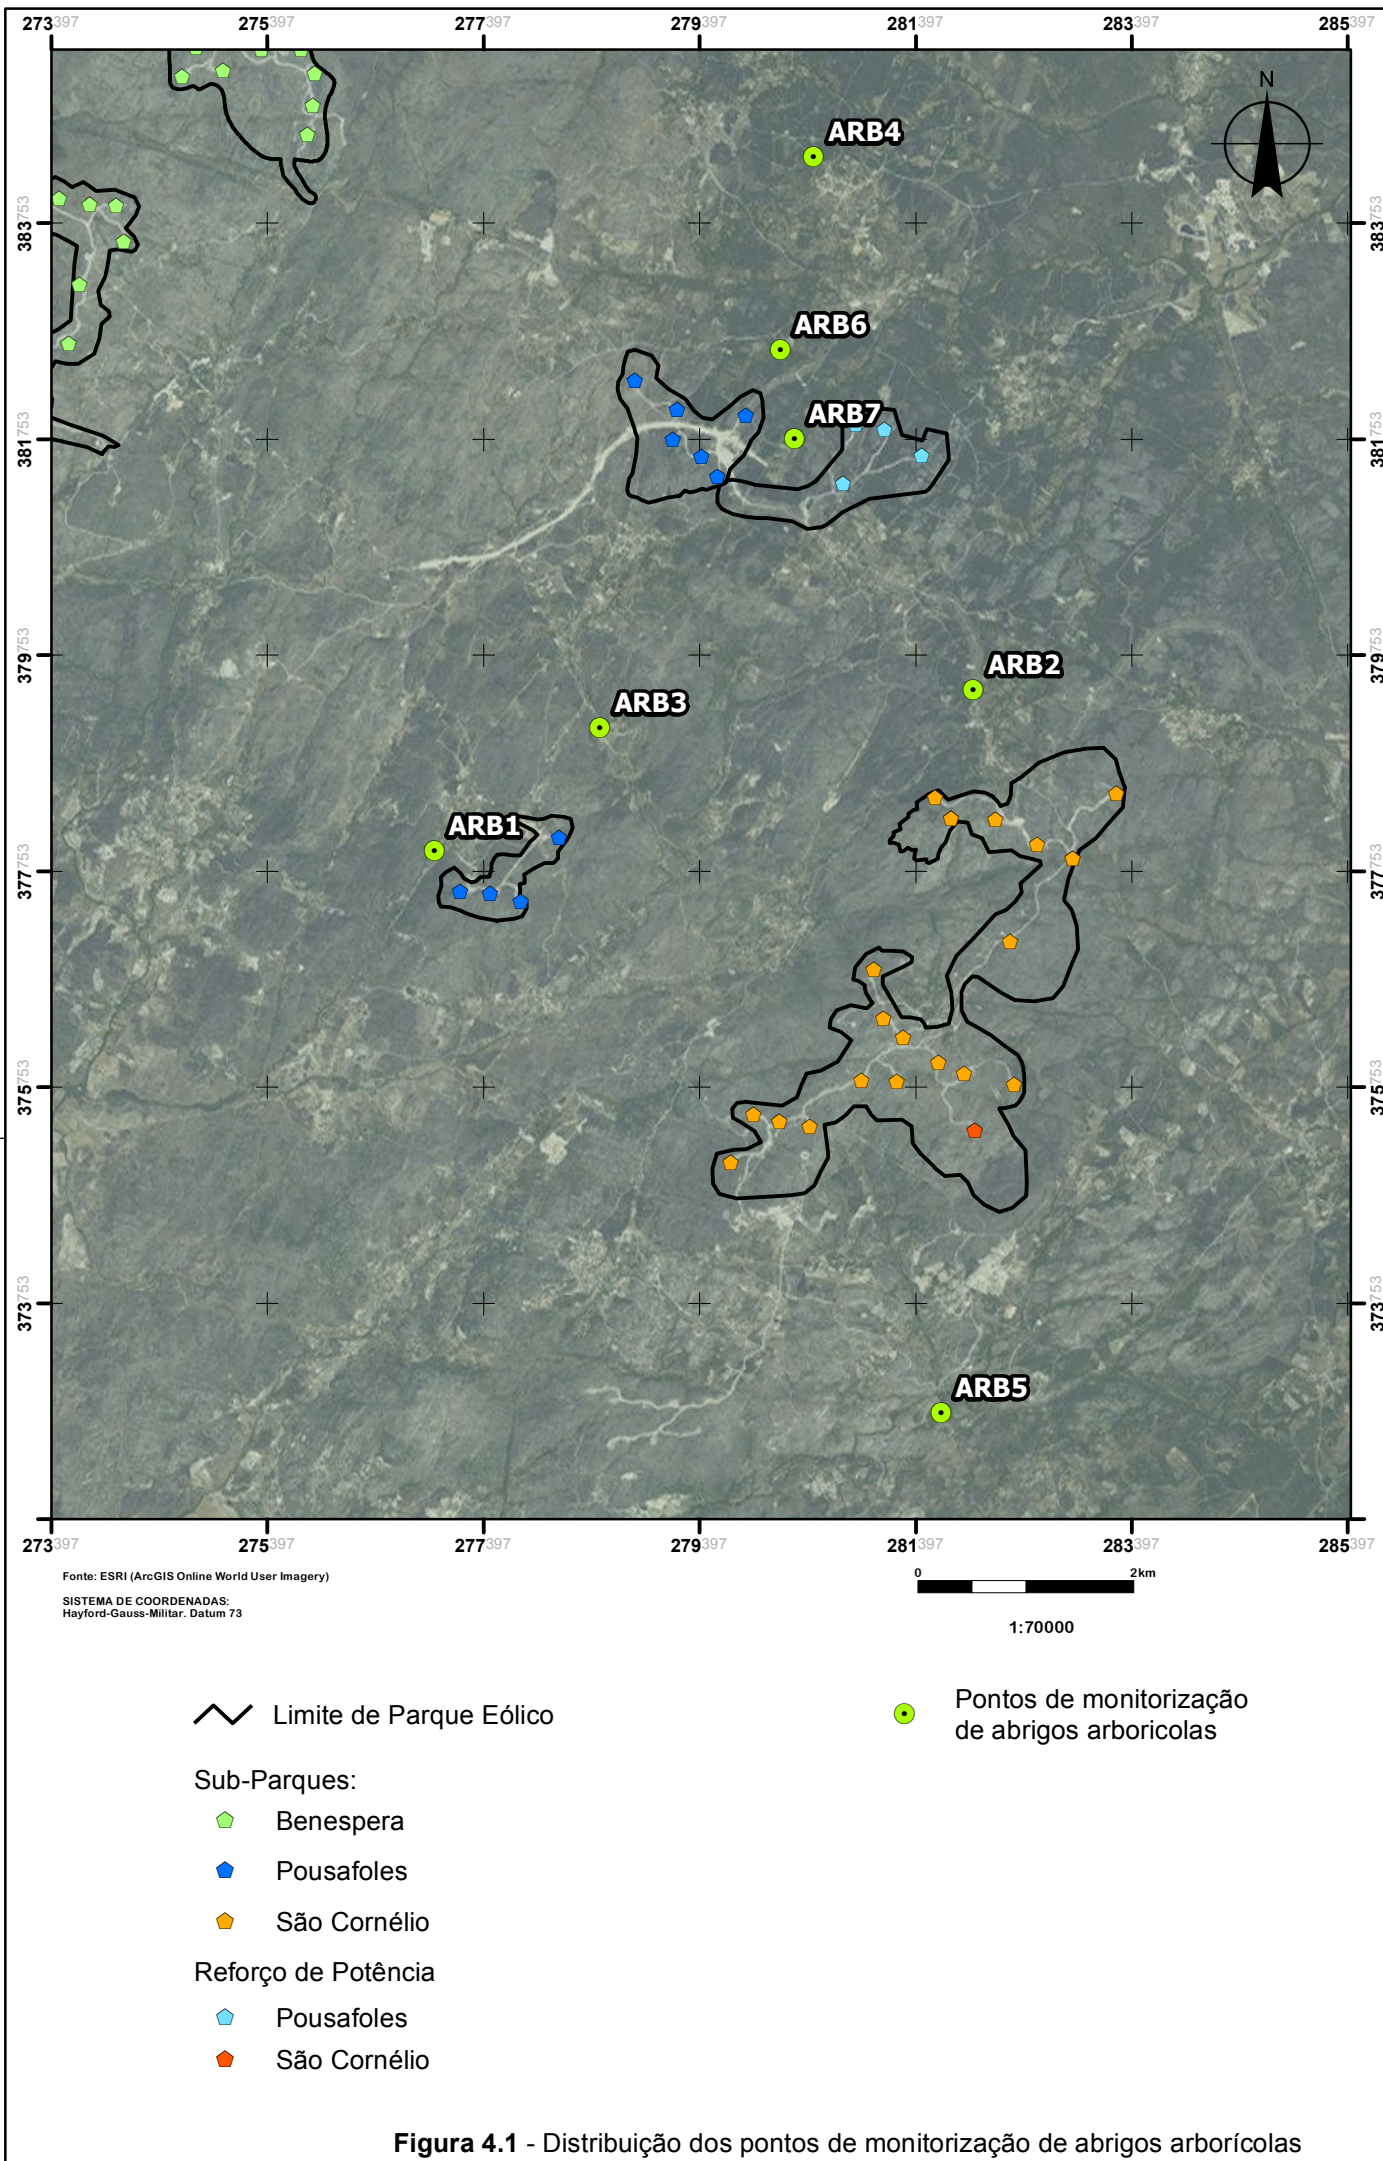 273397 275397 277397 279397 281397 283397 285397
N
ARB4
383753 383753
ARB6
ARB7
381753 381753
379753 379753
ARB2
ARB3
ARB1
377753 377753
375753 375753
373753 373753
ARB5
273397 275397 277397 279397 281397 283397 285397
Fonte: ESRI (ArcGIS Online World User Imagery)
SISTEMA DE COORDENADAS:
Hayford-Gauss-Militar. Datum 73
0 2km
1:70000
Limite de Parque Eólico
Pontos de monitorização
de abrigos arboricolas
Sub-Parques:
Benespera
Pousafoles
São Cornélio
Reforço de Potência
Pousafoles
São Cornélio
Figura 4.1 - Distribuição dos pontos de monitorização de abrigos arborícolas